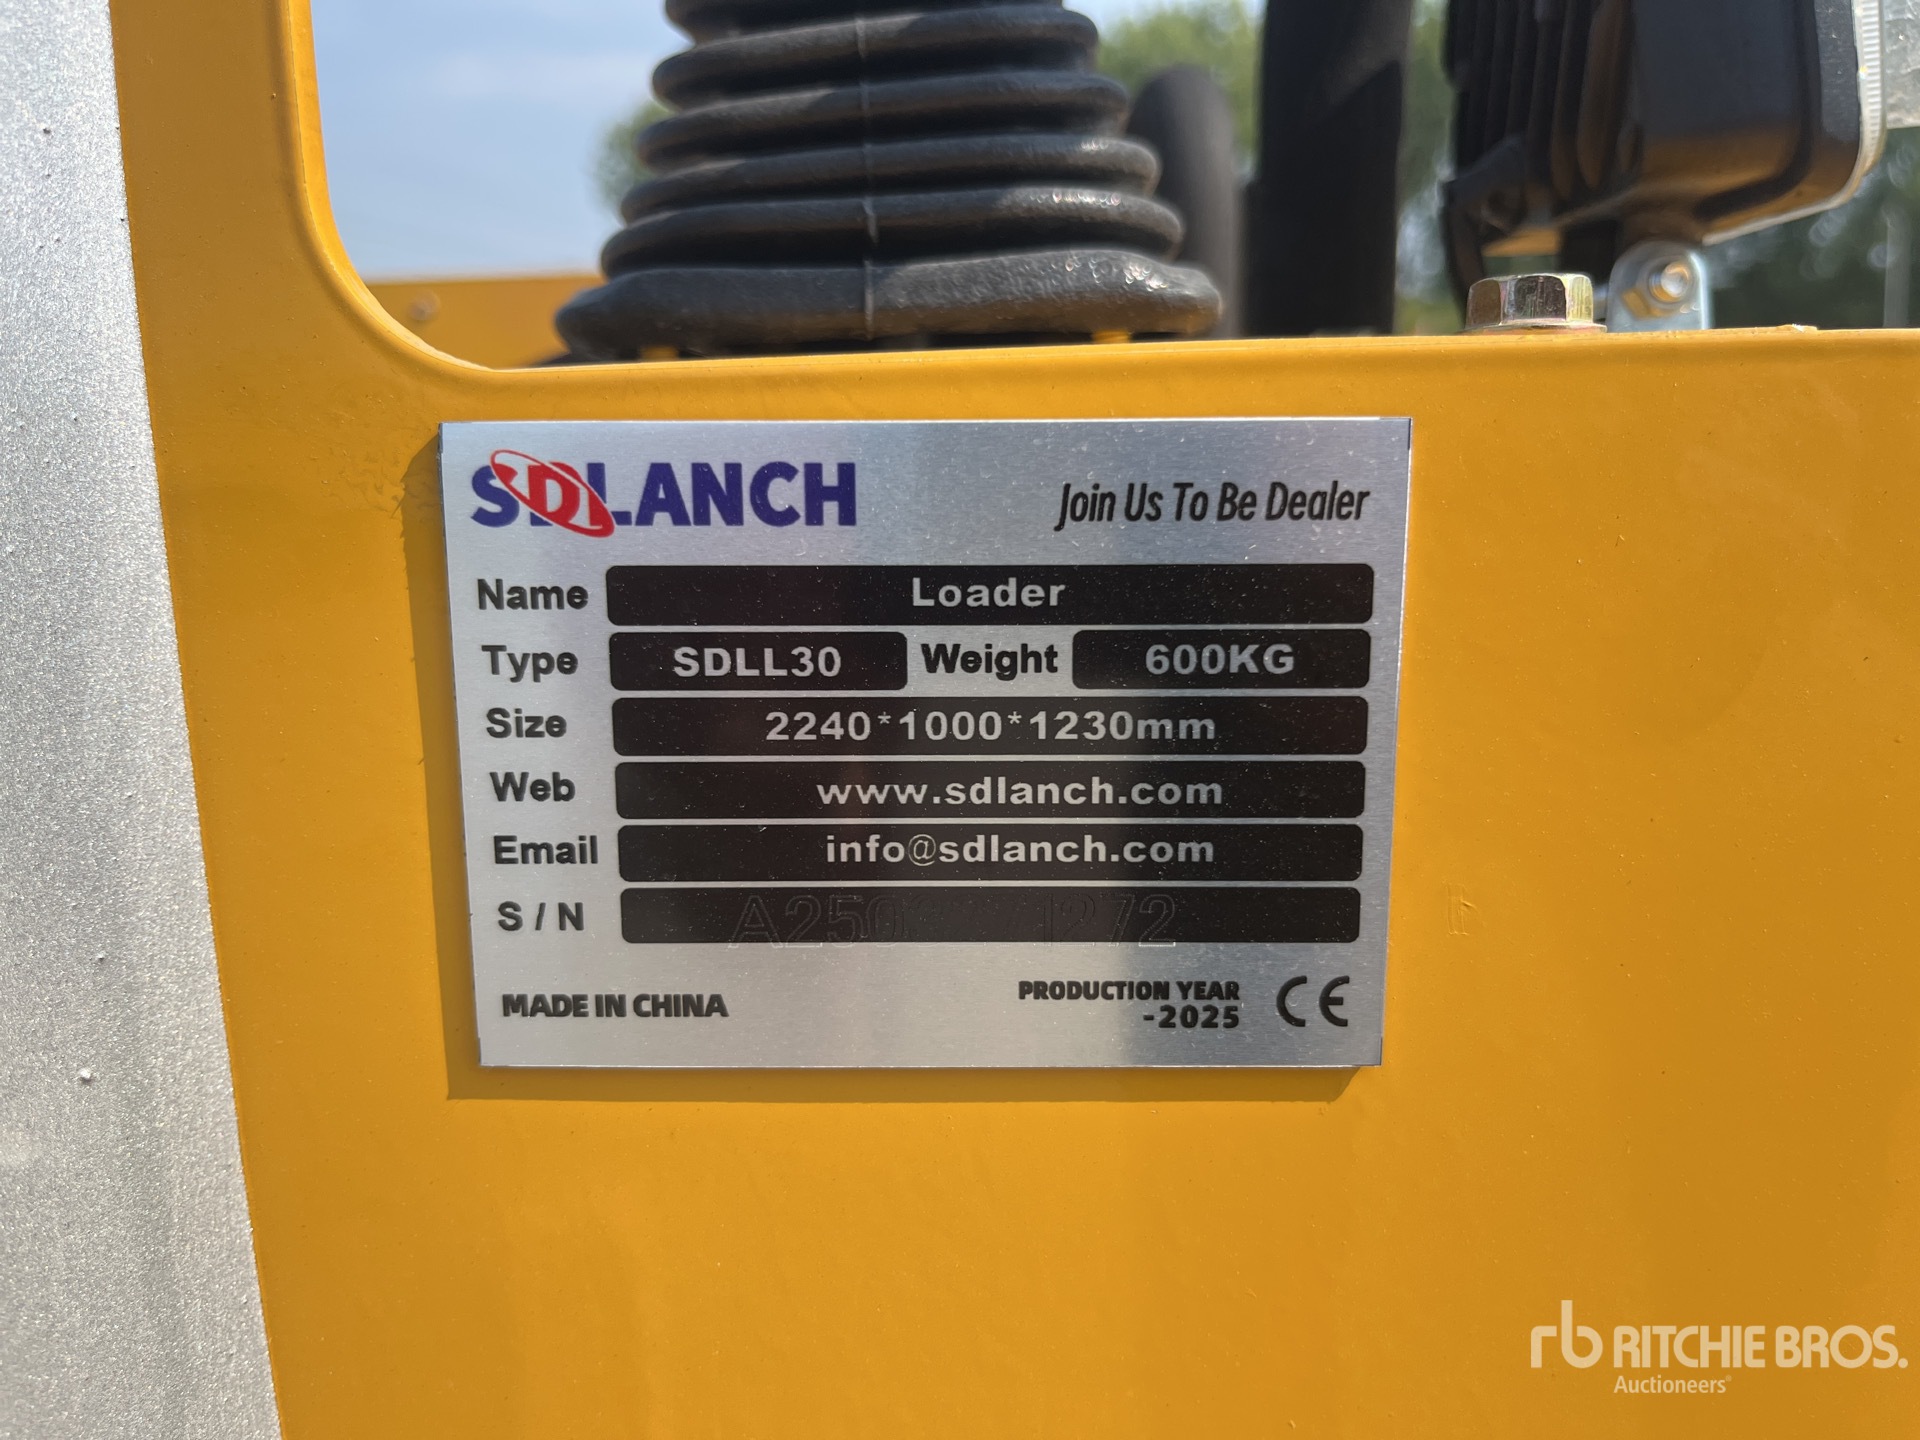 SDLANCH
Join Us To Be Dealer
Name Loader
Type SDLL30 Weight 600KG
Size 2240*1000*1230mm
Web www.sdlanch.com
Email info@sdlanch.com
S/N
MADE IN CHINA
PRODUCTION YEAR
-2025
CE
rb RITCHIE BROS.
Auctioneers